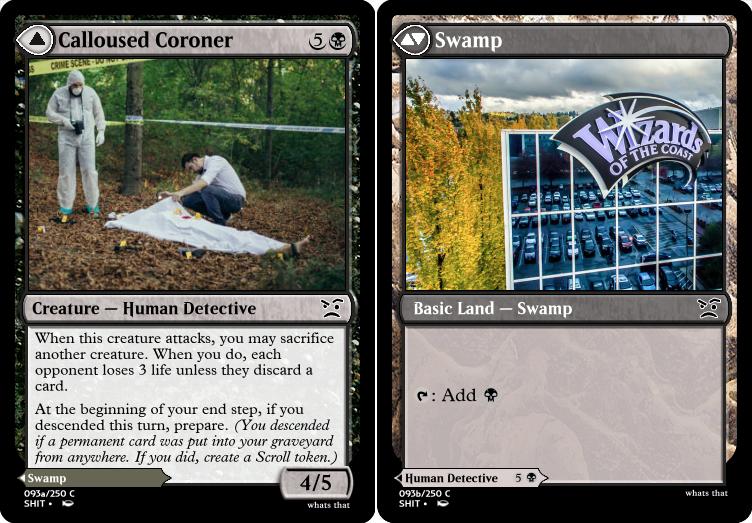 Calloused Coroner 5
CRIME SCENE - DO NOT
Creature — Human Detective
When this creature attacks, you may sacrifice
another creature. When you do, each
opponent loses 3 life unless they discard a
card.
At the beginning of your end step, if you
descended this turn, prepare. (You descended
if a permanent card was put into your graveyard
from anywhere. If you did, create a Scroll token.)
Swamp
4/5
093a/250 C
SHIT •
whats that
Swamp
Wizards
OF THE COAST
Basic Land — Swamp
: Add
Human Detective 5
093b/250 C
SHIT •
whats that